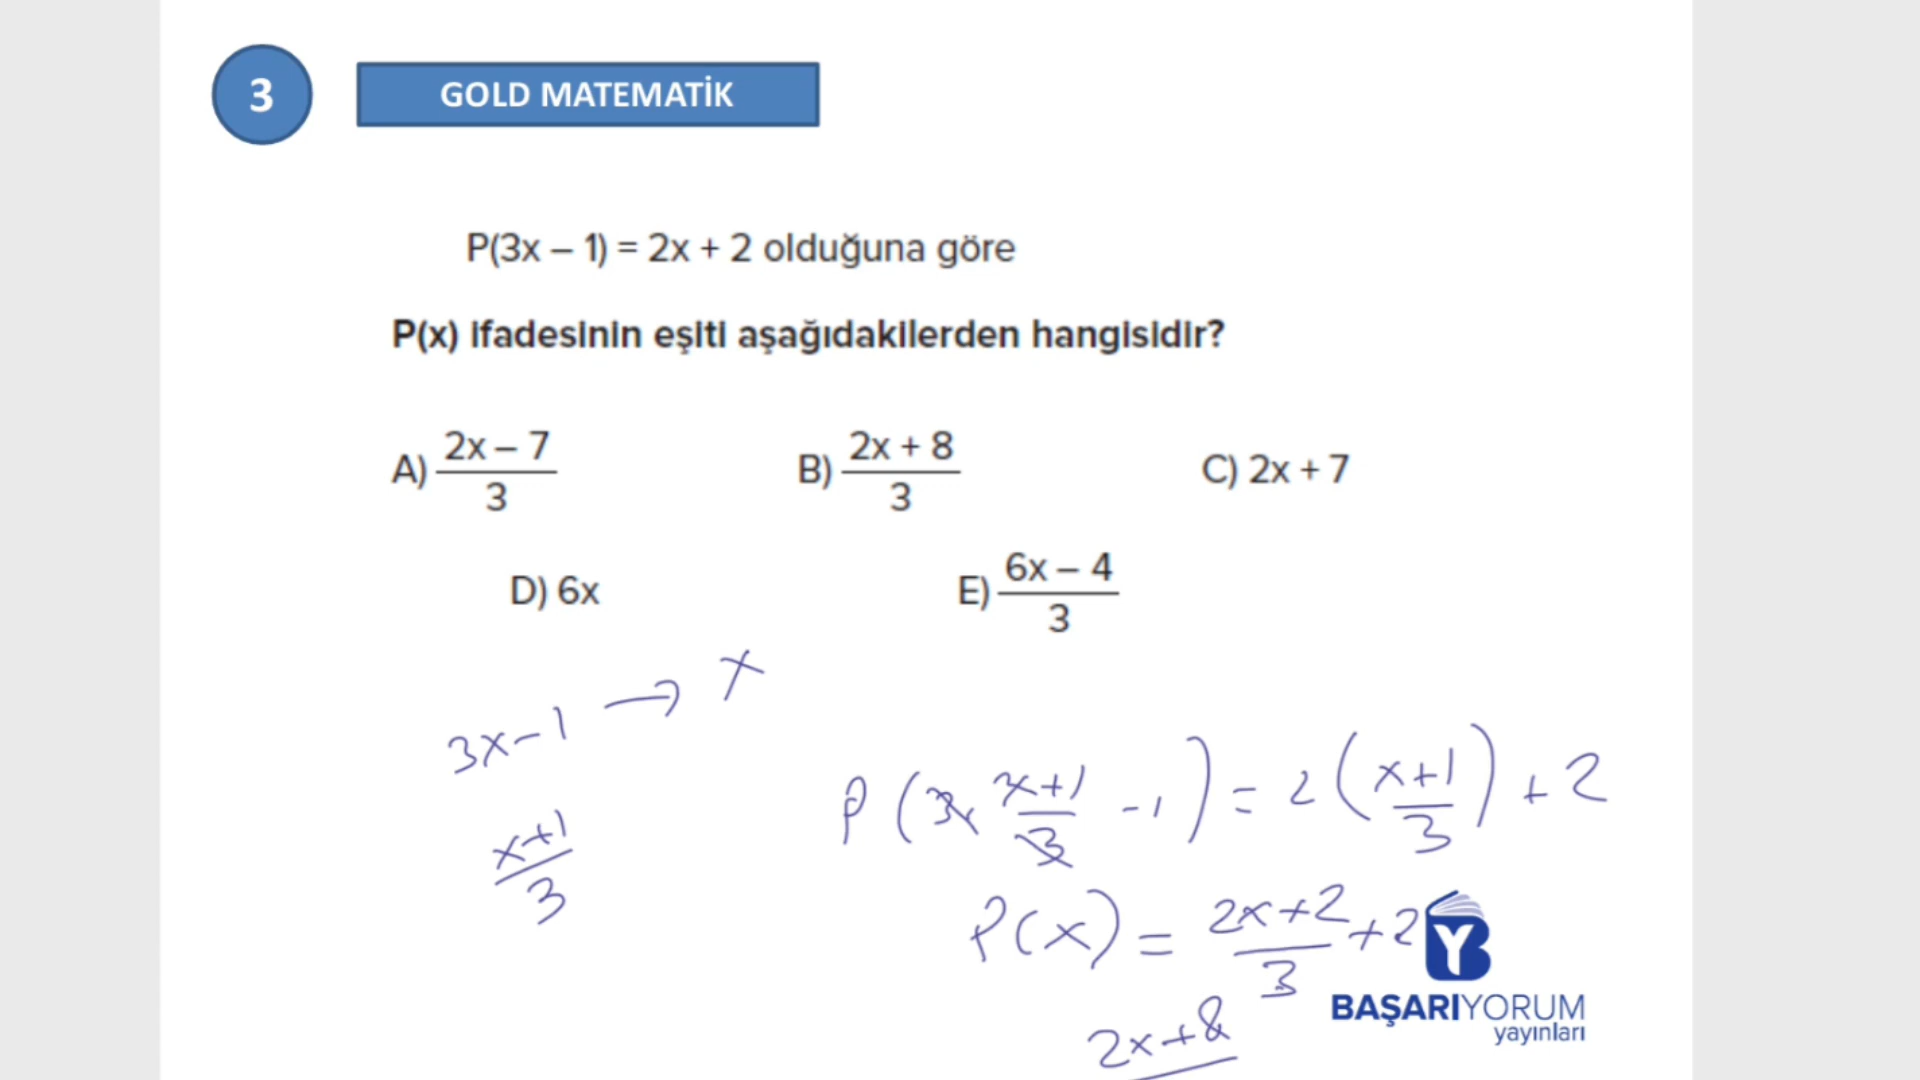 3
GOLD MATEMATİK
P(3x – 1) = 2x + 2 olduğuna göre
P(x) ifadesinin eşiti aşağıdakilerden hangisidir?
A) (2x – 7)/3 B) (2x + 8)/3 C) 2x + 7
D) 6x E) (6x – 4)/3
3x-1 → x
(x+1)/3
P(3. (x+1)/3 -1) = 2((x+1)/3) + 2
P(x) = (2x+2)/3 + 2
2x+8
Y
BAŞARIYORUM
yayınları